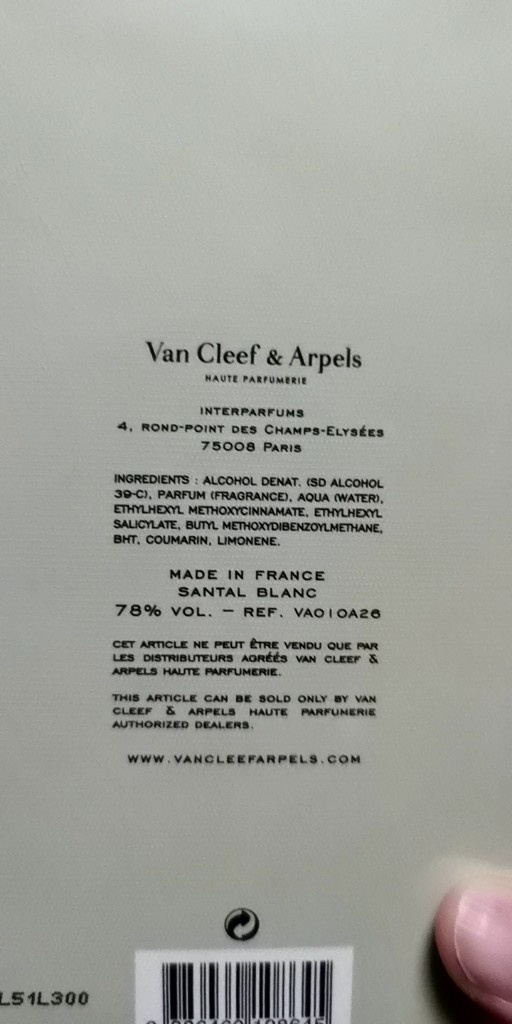 Van Cleef & Arpels
HAUTE PARFUMERIE
INTERPARFUMS
4, ROND-POINT DES CHAMPS-ELYSÉES
75008 PARIS
INGREDIENTS : ALCOHOL DENAT. (SD ALCOHOL
39-C), PARFUM (FRAGRANCE), AQUA (WATER),
ETHYLHEXYL METHOXYCINNAMATE, ETHYLHEXYL
SALICYLATE, BUTYL METHOXYDIBENZOYLMETHANE,
BHT, COUMARIN, LIMONENE.
MADE IN FRANCE
SANTAL BLANC
78% VOL. – REF. VA010A26
CET ARTICLE NE PEUT ÊTRE VENDU QUE PAR
LES DISTRIBUTEURS AGRÉÉS VAN CLEEF &
ARPELS HAUTE PARFUMERIE.
THIS ARTICLE CAN BE SOLD ONLY BY VAN
CLEEF & ARPELS HAUTE PARFUMERIE
AUTHORIZED DEALERS.
WWW.VANCLEEFARPELS.COM
L51L300